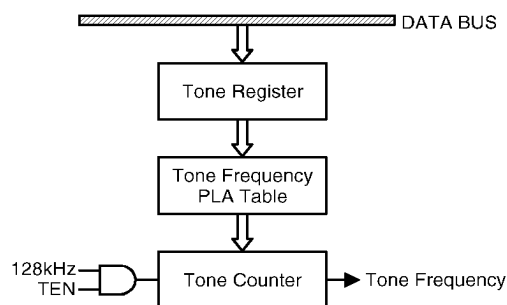 DATA BUS
Tone Register
Tone Frequency
PLA Table
128kHz
TEN
Tone Counter
Tone Frequency